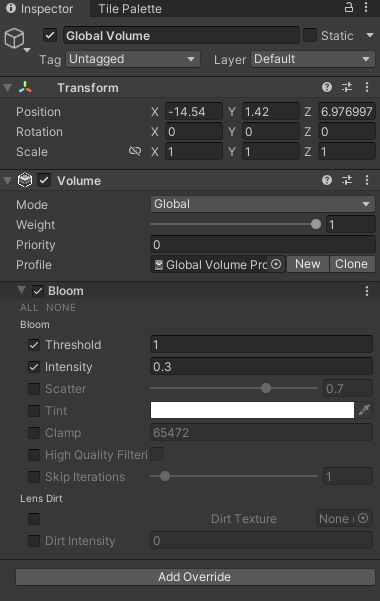 Inspector Tile Palette
Global Volume Static
Tag Untagged Layer Default
Transform
Position X -14.54 Y 1.42 Z 6.976997
Rotation X 0 Y 0 Z 0
Scale X 1 Y 1 Z 1
Volume
Mode Global
Weight 1
Priority 0
Profile Global Volume Pro New Clone
Bloom
ALL NONE
Bloom
Threshold 1
Intensity 0.3
Scatter 0.7
Tint
Clamp 65472
High Quality Filteri
Skip Iterations 1
Lens Dirt
Dirt Texture None
Dirt Intensity 0
Add Override